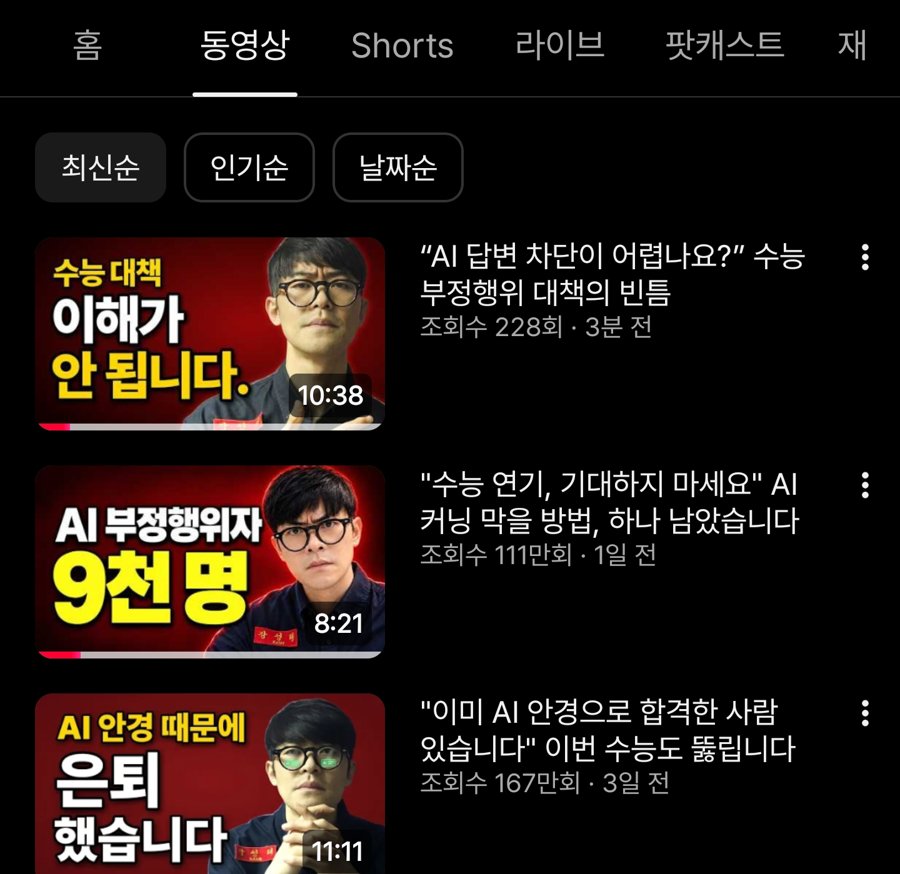 홈 동영상 Shorts 라이브 팟캐스트 재
최신순 인기순 날짜순
수능 대책
이해가
안 됩니다.
10:38
“AI 답변 차단이 어렵나요?” 수능
부정행위 대책의 빈틈
조회수 228회 · 3분 전
AI 부정행위자
9천 명
8:21
"수능 연기, 기대하지 마세요" AI
커닝 막을 방법, 하나 남았습니다
조회수 111만회 · 1일 전
AI 안경 때문에
은퇴
했습니다
11:11
"이미 AI 안경으로 합격한 사람
있습니다" 이번 수능도 뚫립니다
조회수 167만회 · 3일 전